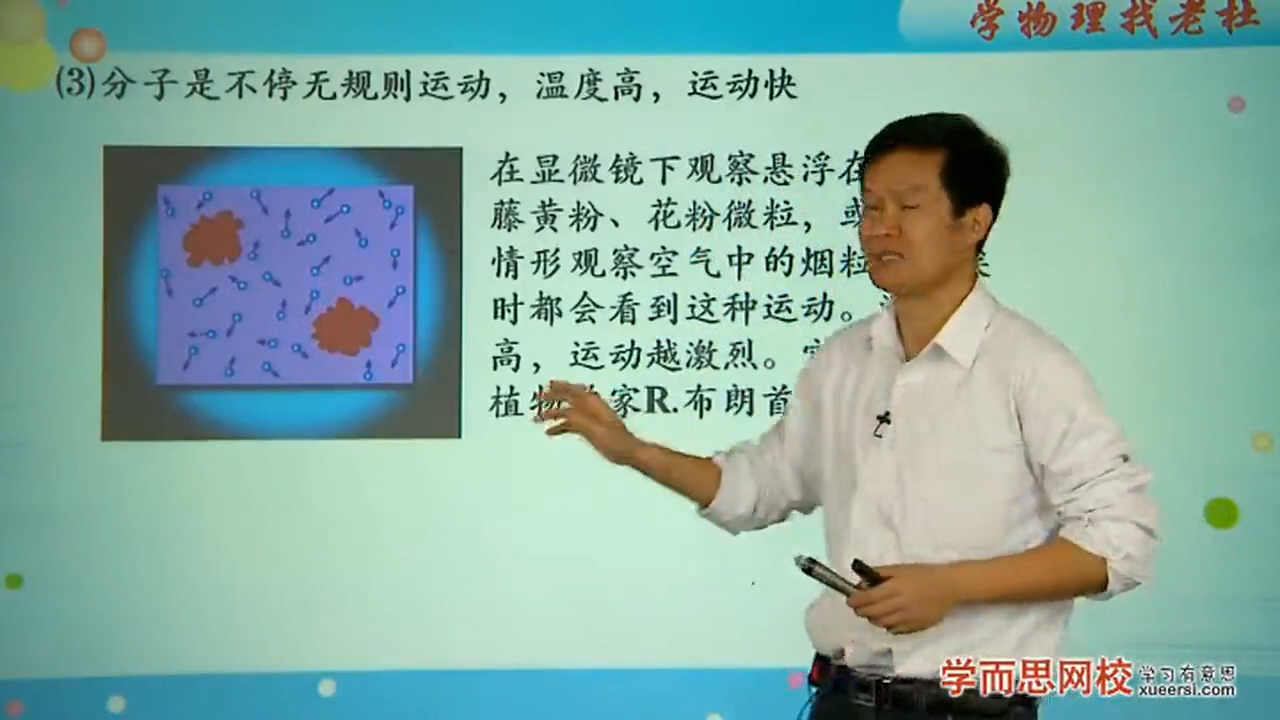 学物理找老杜
(3)分子是不停无规则运动，温度高，运动快
在显微镜下观察悬浮在
藤黄粉、花粉微粒，或
情形观察空气中的烟粒
时都会看到这种运动。
高，运动越激烈。
植物 家R.布朗首
学而思网校
学习有意思
xueersi.com